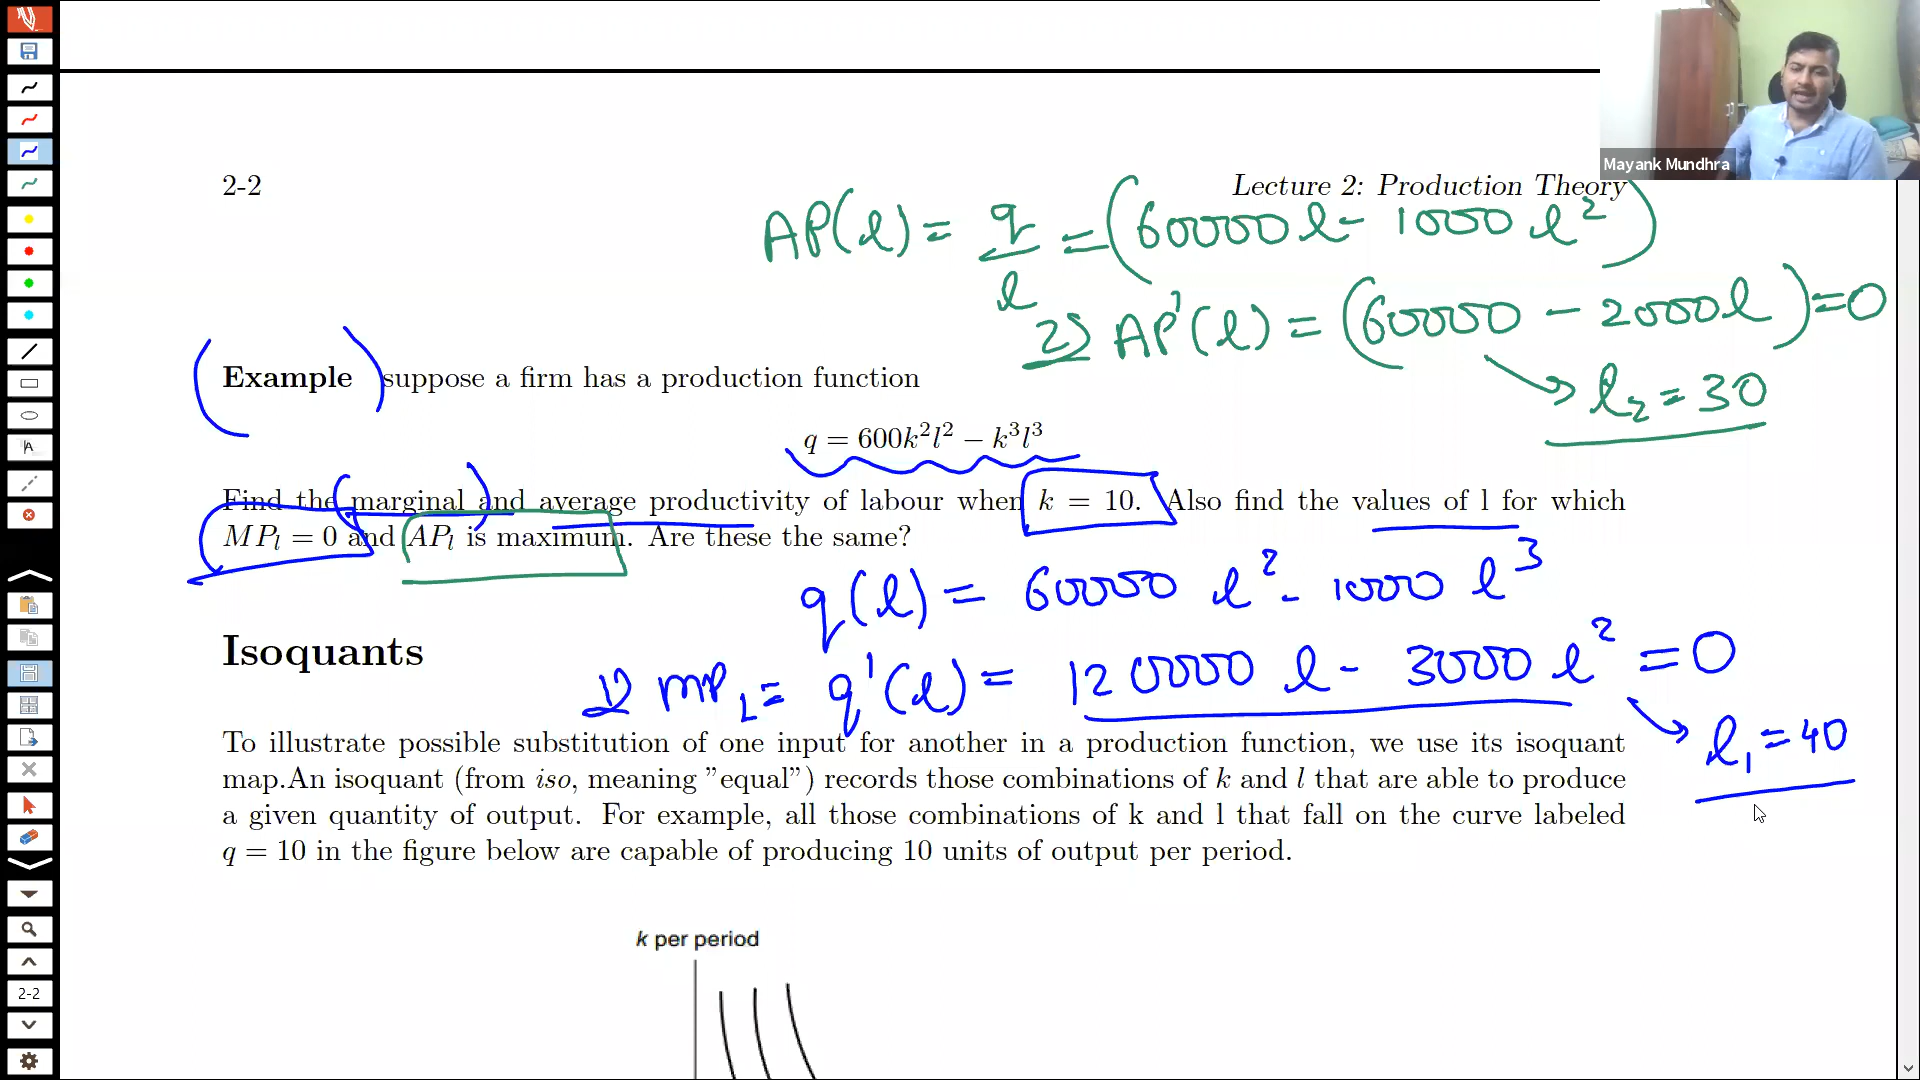 Mayank Mundhra
2-2
Lecture 2: Production Theory
AP(l) = q/l = (60000 l - 1000 l²)
2) AP'(l) = (60000 - 2000l) = 0
l₂ = 30
Example suppose a firm has a production function
q = 600k²l² − k³l³
Find the marginal and average productivity of labour when k = 10. Also find the values of l for which
MPₗ = 0 and APₗ is maximum. Are these the same?
q(l) = 60000 l² - 1000 l³
Isoquants
1) MP_L = q'(l) = 120000 l - 3000 l² = 0
l₁ = 40
To illustrate possible substitution of one input for another in a production function, we use its isoquant
map.An isoquant (from iso, meaning ”equal”) records those combinations of k and l that are able to produce
a given quantity of output. For example, all those combinations of k and l that fall on the curve labeled
q = 10 in the figure below are capable of producing 10 units of output per period.
k per period
2-2